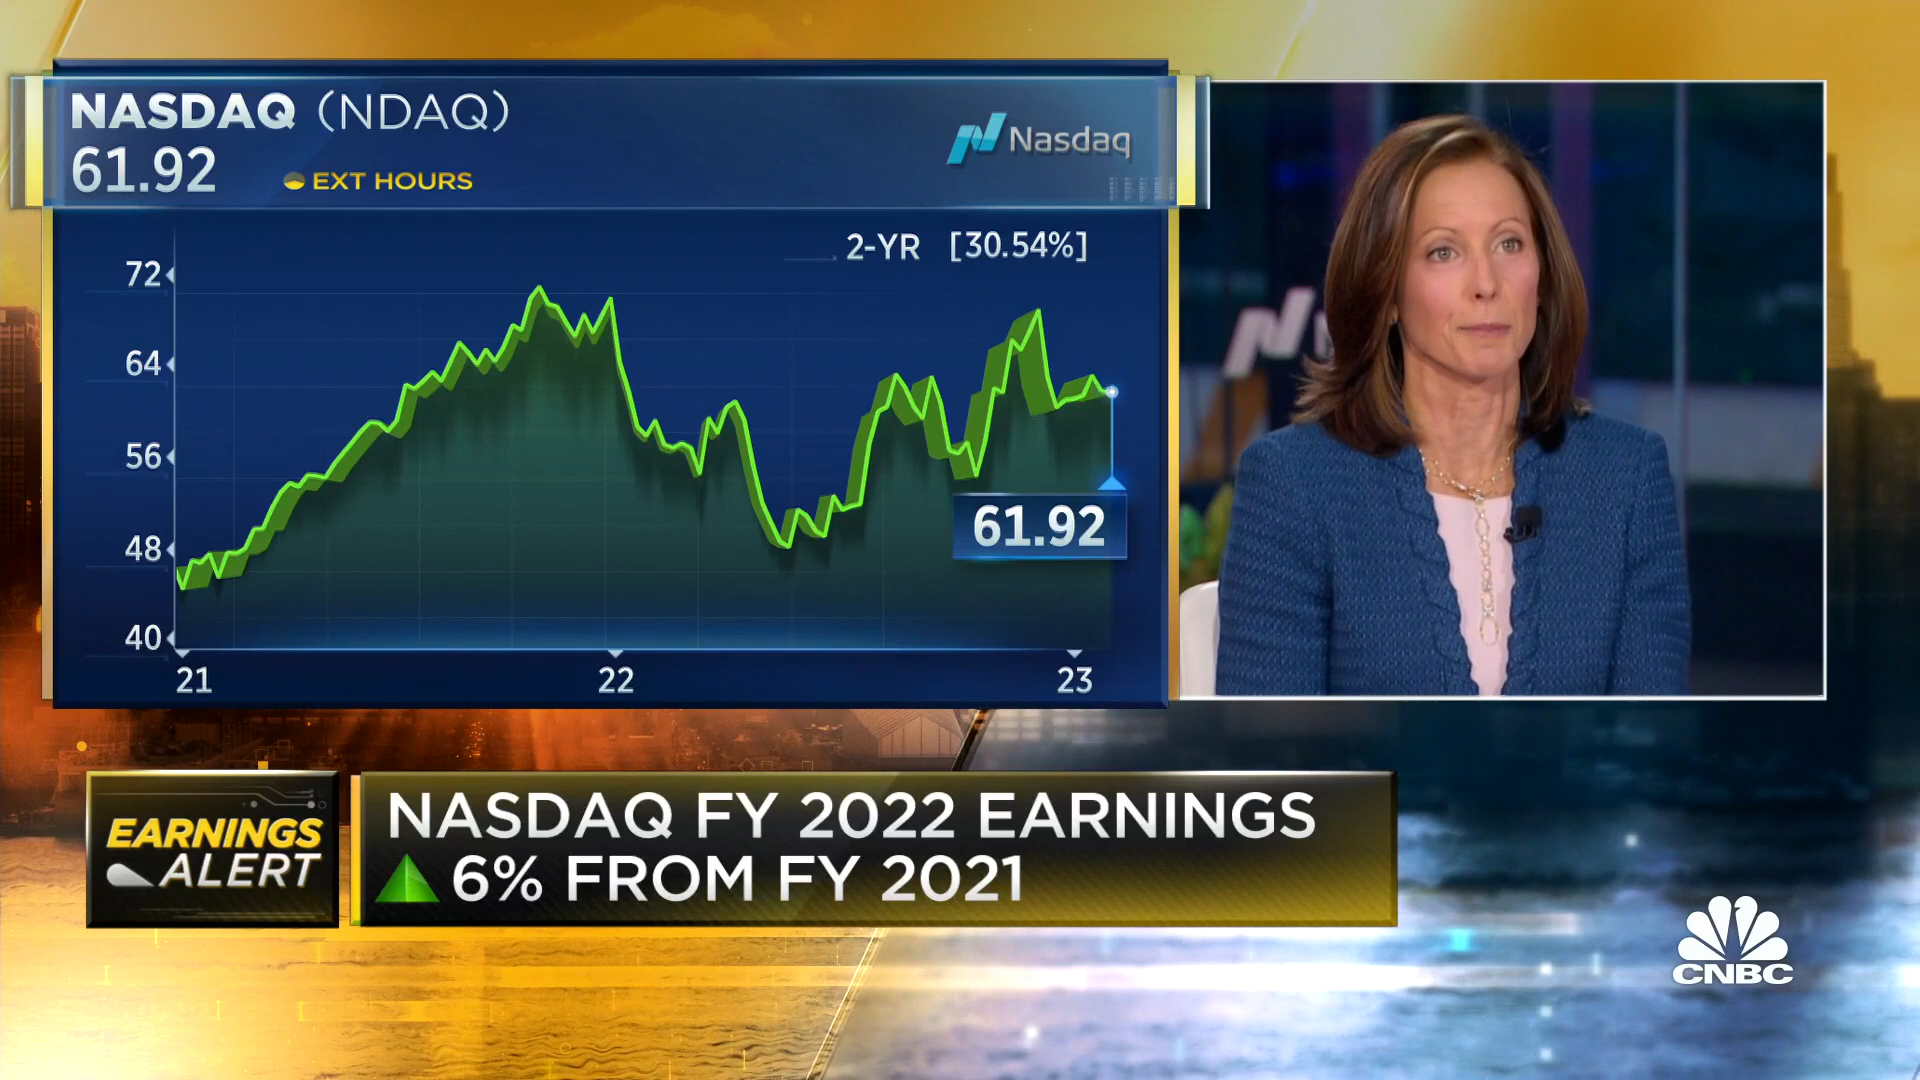 NASDAQ (NDAQ)
61.92 EXT HOURS
Nasdaq
2-YR [30.54%]
72
64
56
48
40
21 22 23
61.92
EARNINGS
ALERT
NASDAQ FY 2022 EARNINGS
6% FROM FY 2021
CNBC